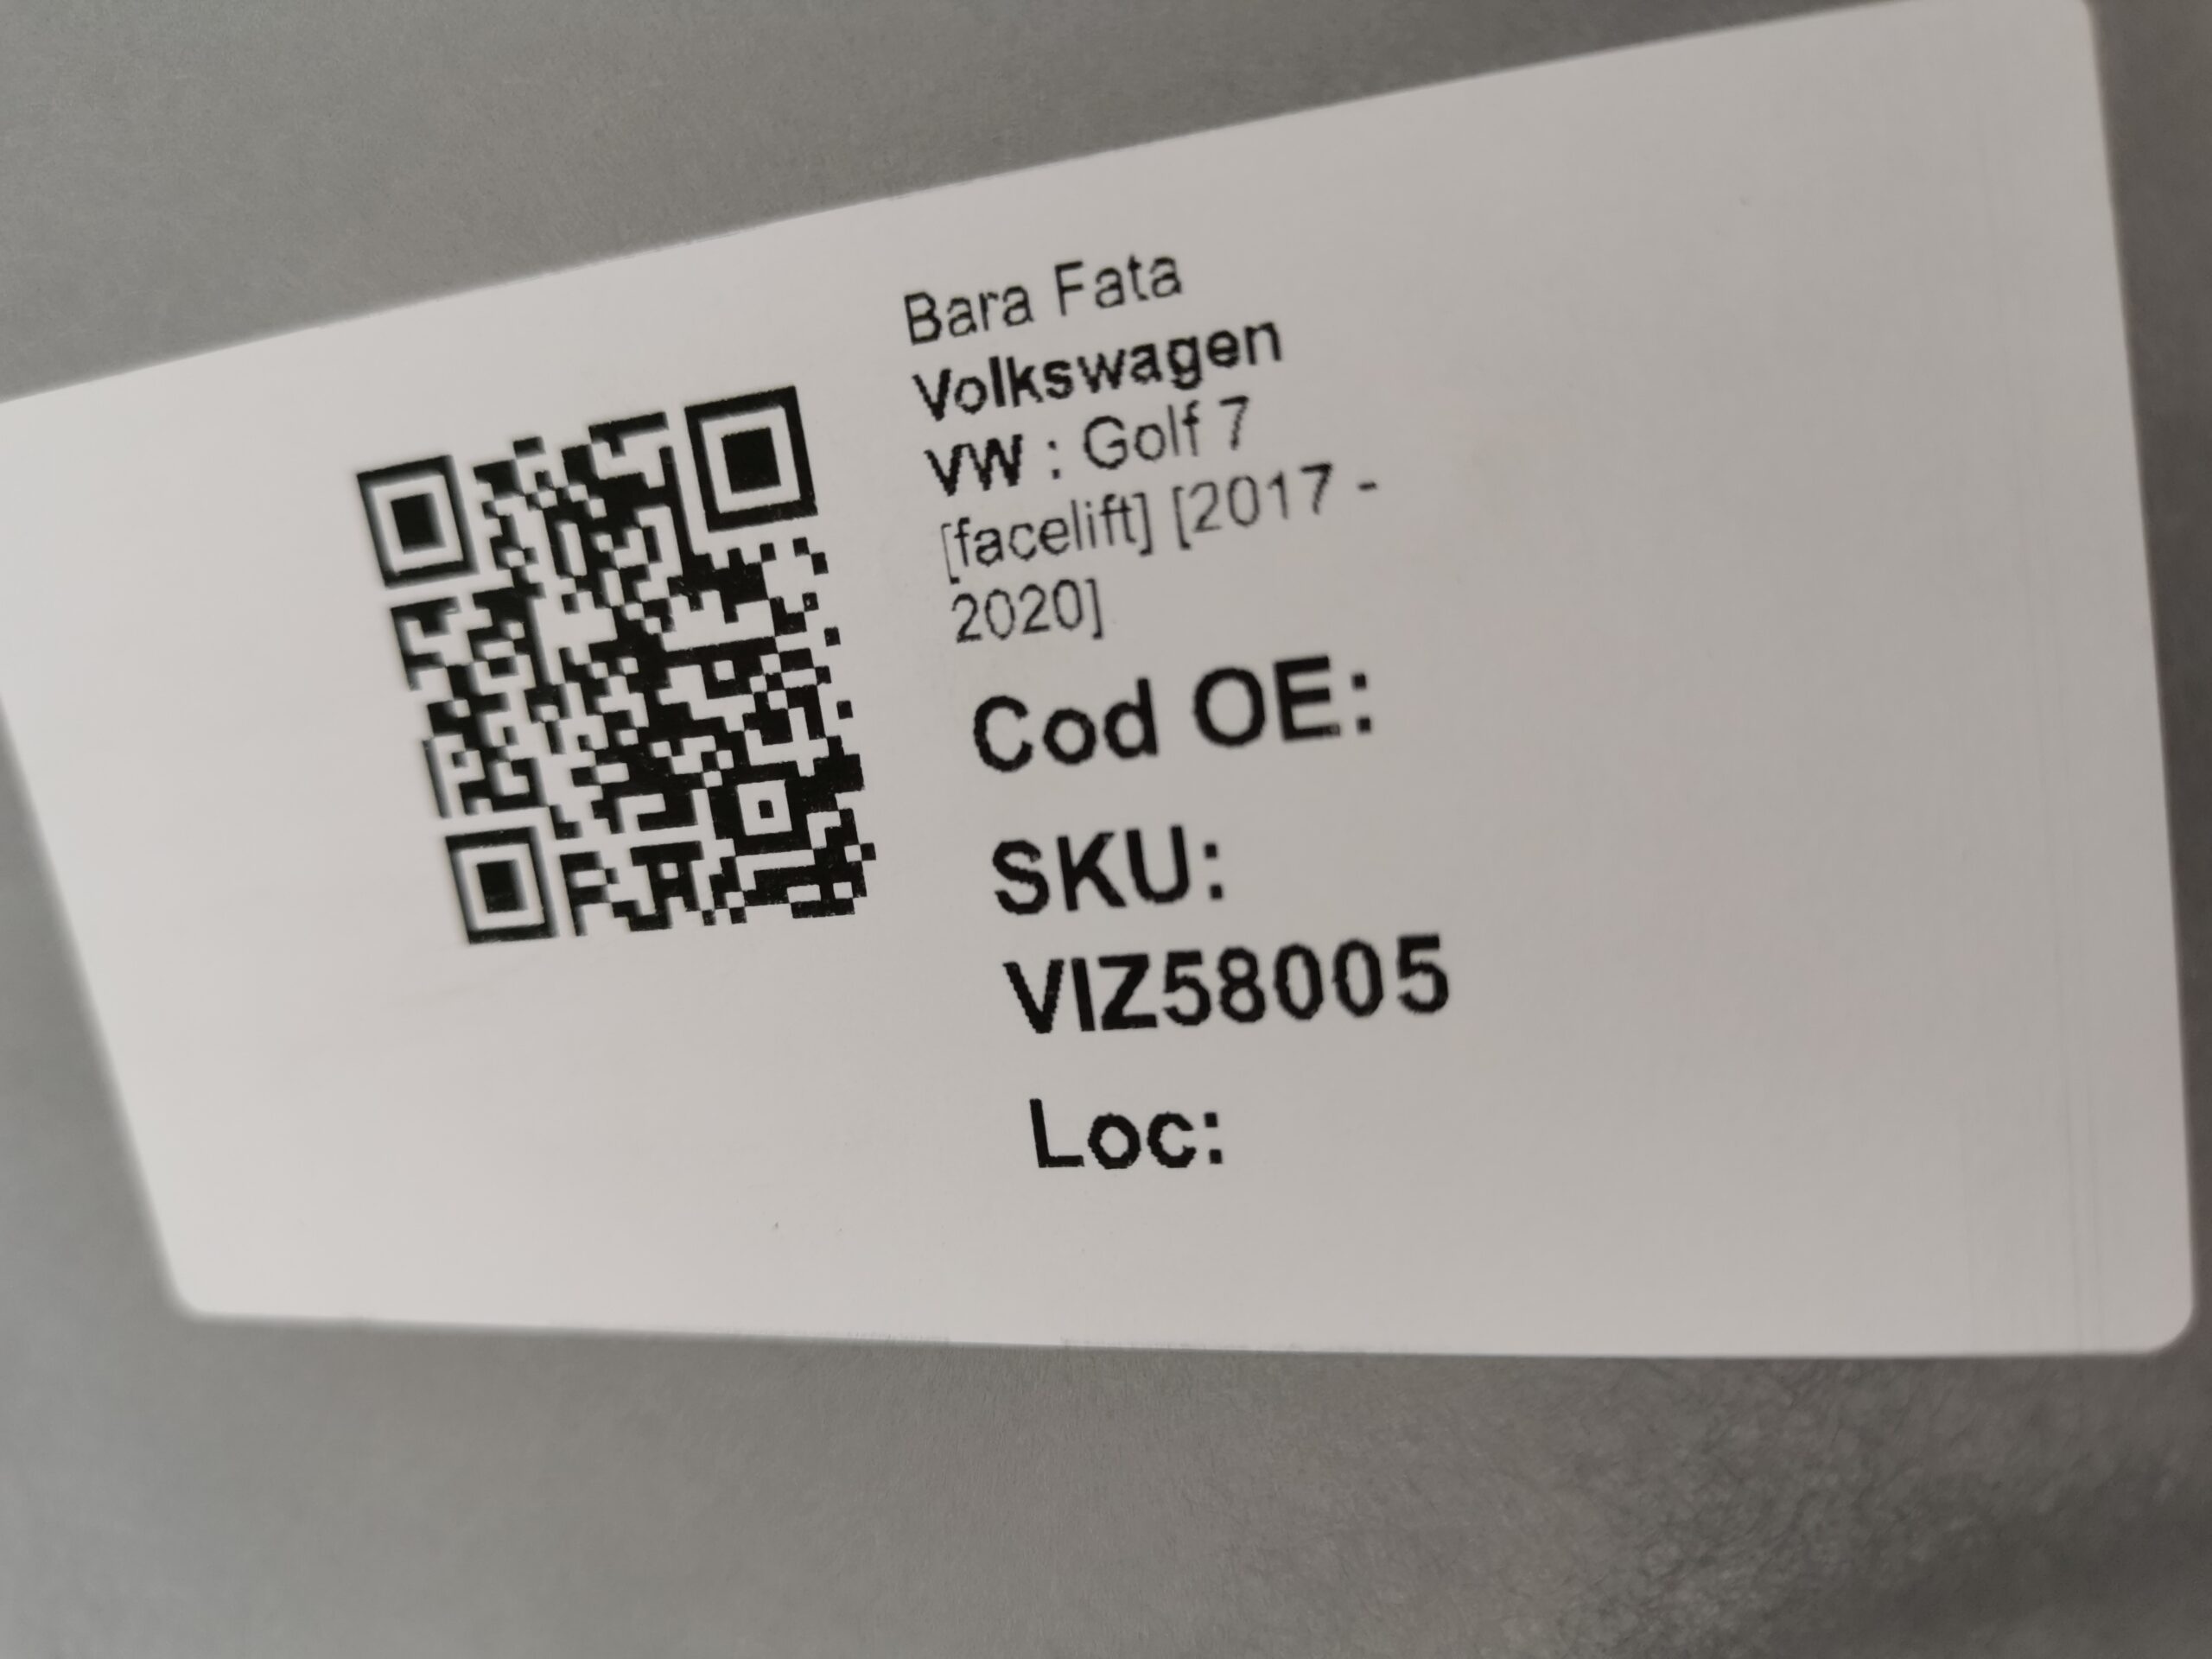 Bara Fata
Volkswagen
VW : Golf 7
[facelift] [2017 -
2020]
Cod OE:
SKU:
VIZ58005
Loc: